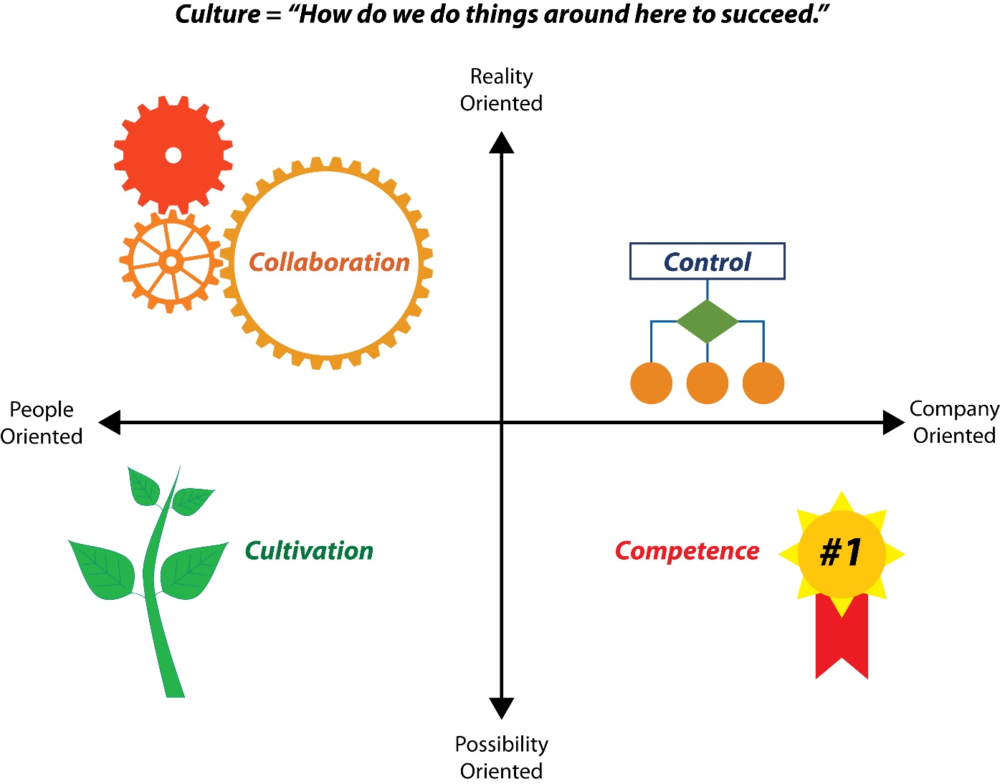 Culture = “How do we do things around here to succeed.”
Reality
Oriented
Collaboration
Control
People
Oriented
Company
Oriented
Cultivation
Competence
#1
Possibility
Oriented